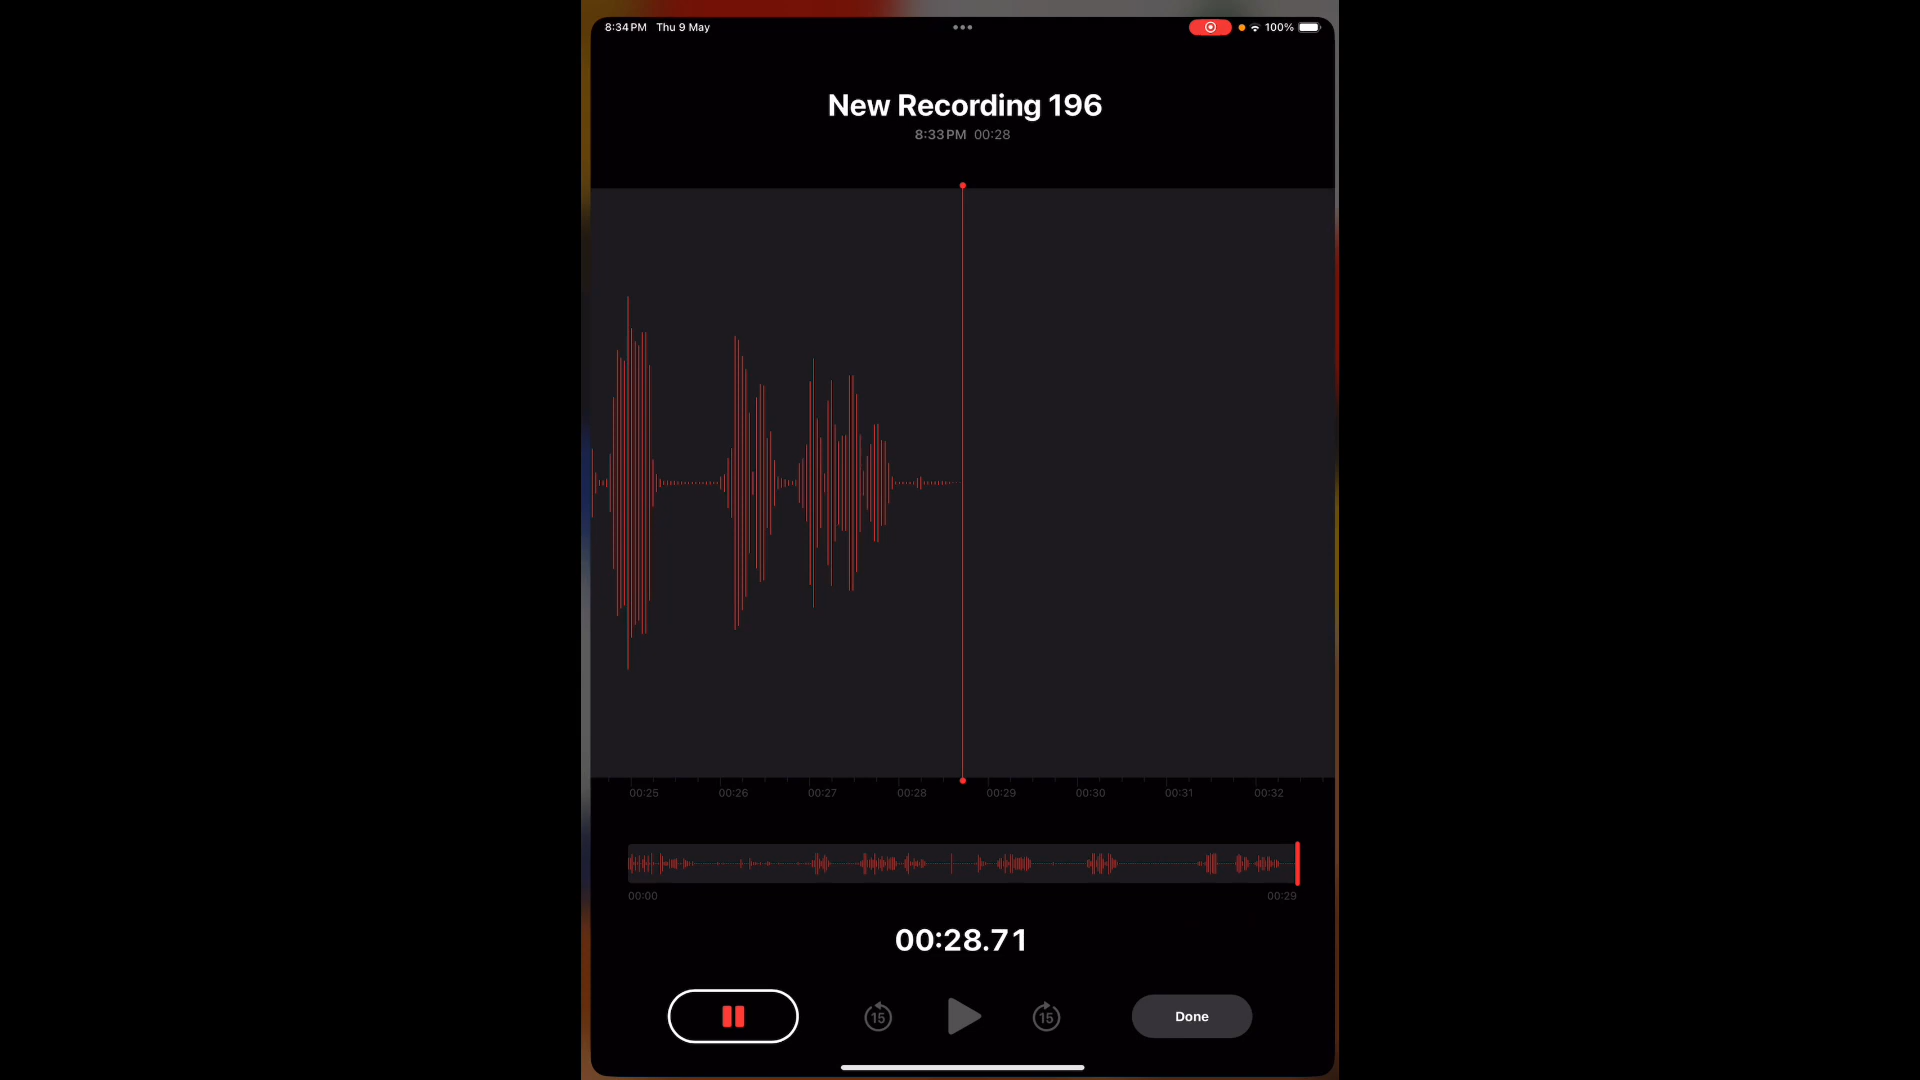 8:34 PM Thu 9 May
100%
New Recording 196
8:33 PM 00:28
00:25 00:26 00:27 00:28 00:29 00:30 00:31 00:32
00:00 00:29
00:28.71
15 15 Done